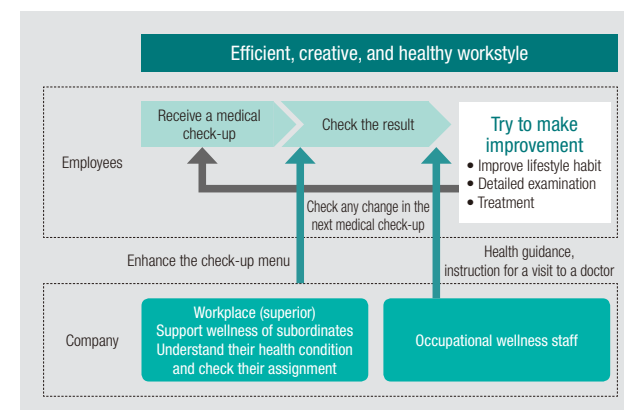 Efficient, creative, and healthy workstyle
Employees
Receive a medical
check-up
Check the result
Try to make
improvement
• Improve lifestyle habit
• Detailed examination
• Treatment
Check any change in the
next medical check-up
Enhance the check-up menu
Health guidance,
instruction for a visit to a doctor
Company
Workplace (superior)
Support wellness of subordinates
Understand their health condition
and check their assignment
Occupational wellness staff